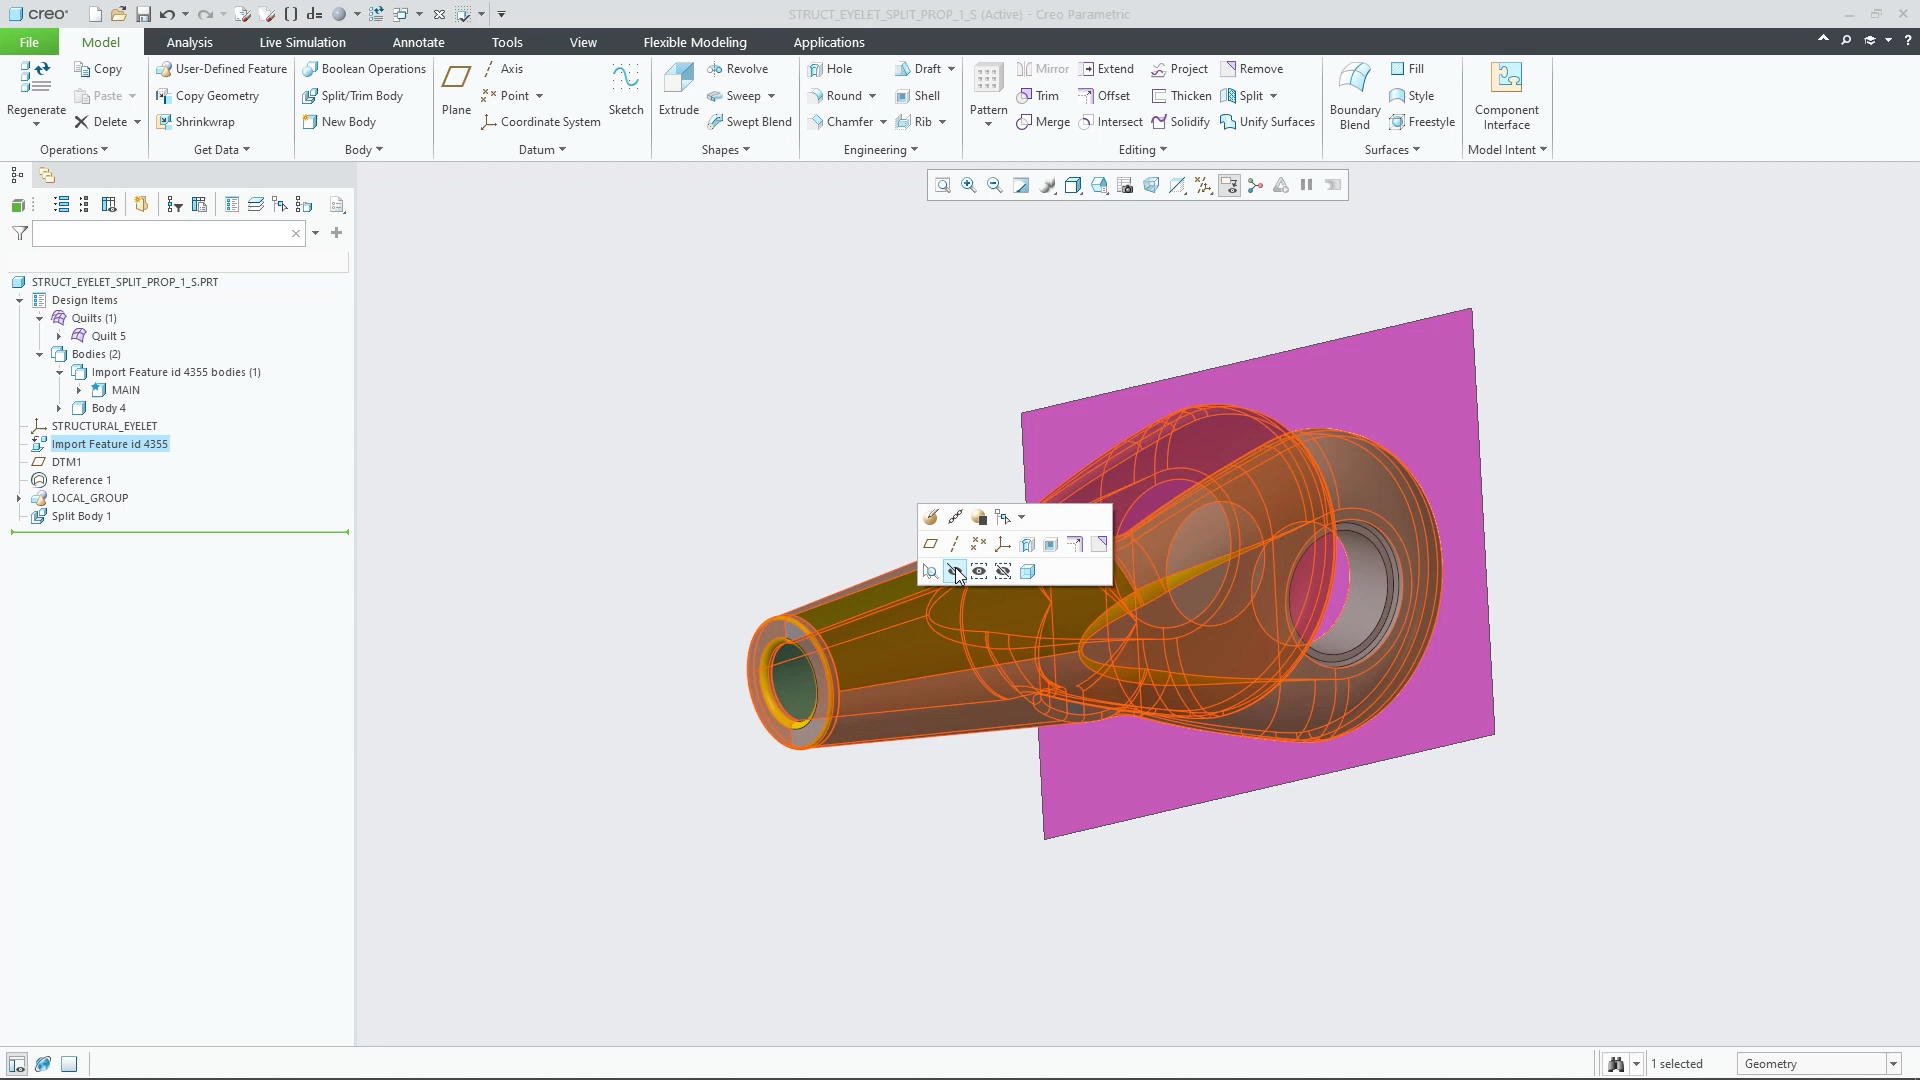 creo®
d=
STRUCT_EYELET_SPLIT_PROP_1_S (Active) - Creo Parametric
File Model Analysis Live Simulation Annotate Tools View Flexible Modeling Applications
Regenerate
Copy
Paste
Delete
Operations
User-Defined Feature
Copy Geometry
Shrinkwrap
Get Data
Boolean Operations
Split/Trim Body
New Body
Body
Plane
Axis
Point
Coordinate System
Sketch
Datum
Extrude
Revolve
Sweep
Swept Blend
Shapes
Hole
Draft
Round
Shell
Chamfer
Rib
Engineering
Pattern
Mirror
Extend
Project
Remove
Trim
Offset
Thicken
Split
Merge
Intersect
Solidify
Unify Surfaces
Editing
Boundary
Blend
Fill
Style
Freestyle
Surfaces
Component
Interface
Model Intent
STRUCT_EYELET_SPLIT_PROP_1_S.PRT
Design Items
Quilts (1)
Quilt 5
Bodies (2)
Import Feature id 4355 bodies (1)
MAIN
Body 4
STRUCTURAL_EYELET
Import Feature id 4355
DTM1
Reference 1
LOCAL_GROUP
Split Body 1
1 selected
Geometry